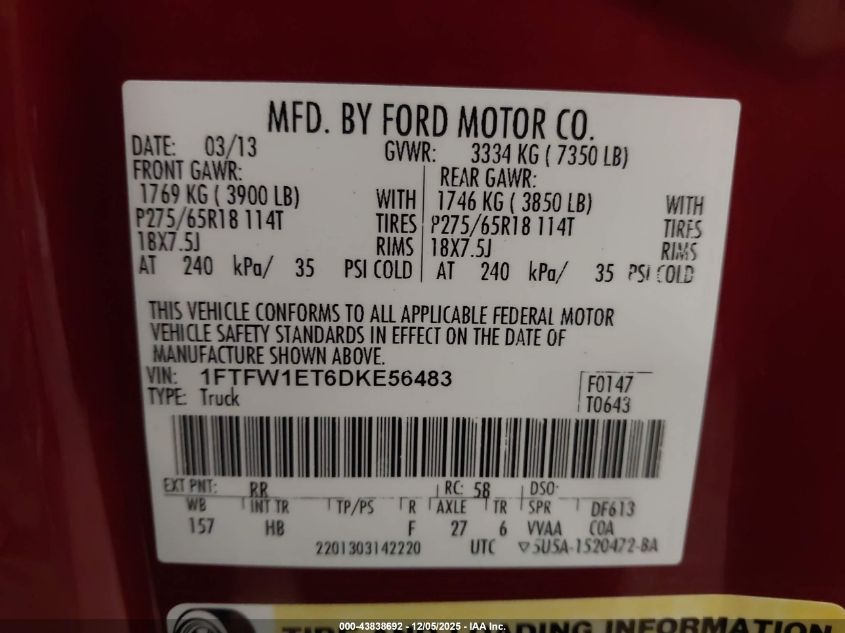 MFD. BY FORD MOTOR CO.
DATE: 03/13 GVWR: 3334 KG ( 7350 LB)
FRONT GAWR: REAR GAWR:
1769 KG ( 3900 LB) WITH 1746 KG ( 3850 LB) WITH
P275/65R18 114T TIRES P275/65R18 114T TIRES
18X7.5J RIMS 18X7.5J RIMS
AT 240 kPa/ 35 PSI COLD AT 240 kPa/ 35 PSI COLD
THIS VEHICLE CONFORMS TO ALL APPLICABLE FEDERAL MOTOR
VEHICLE SAFETY STANDARDS IN EFFECT ON THE DATE OF
MANUFACTURE SHOWN ABOVE.
VIN: 1FTFW1ET6DKE56483 F0147
TYPE: Truck T0643
EXT PNT: RR RC: 58 DSO:
WB INT TR TP/PS R AXLE TR SPR DF613
157 HB F 27 6 VVAA COA
2201303142220 UTC ▽5U5A-1520472-BA
INFORMATION
000-43838692 - 12/05/2025 - IAA Inc.